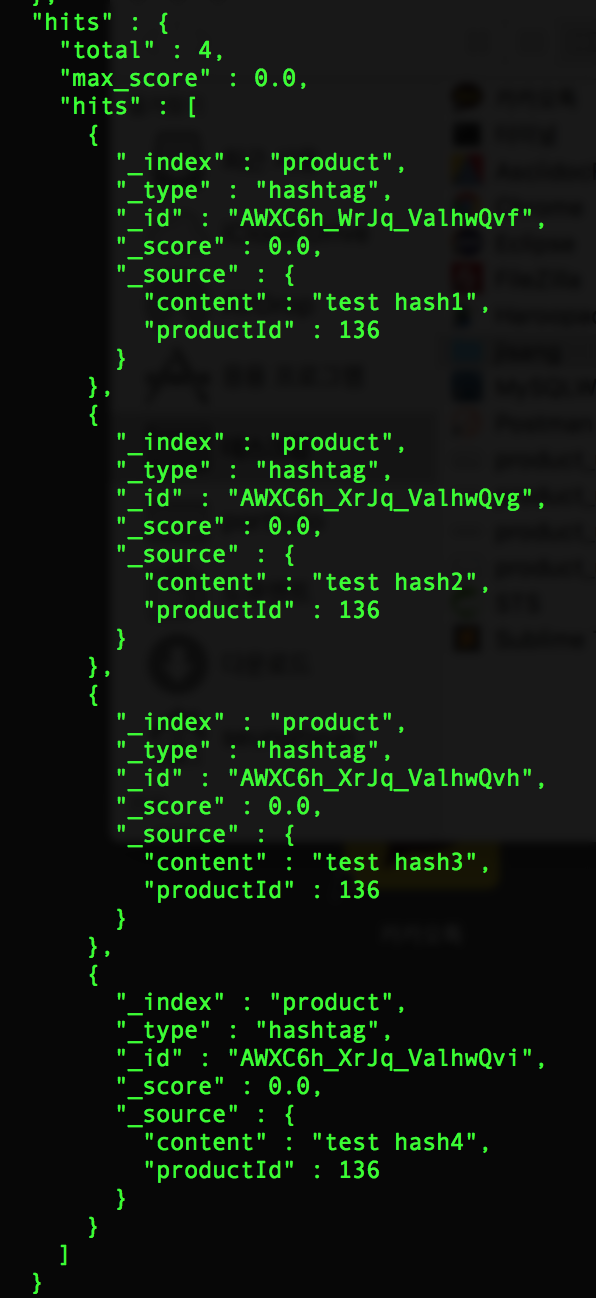 },
"hits" : {
"total" : 4,
"max_score" : 0.0,
"hits" : [
{
"_index" : "product",
"_type" : "hashtag",
"_id" : "AWXC6h_WrJq_ValhwQvf",
"_score" : 0.0,
"_source" : {
"content" : "test hash1",
"productId" : 136
}
},
{
"_index" : "product",
"_type" : "hashtag",
"_id" : "AWXC6h_XrJq_ValhwQvg",
"_score" : 0.0,
"_source" : {
"content" : "test hash2",
"productId" : 136
}
},
{
"_index" : "product",
"_type" : "hashtag",
"_id" : "AWXC6h_XrJq_ValhwQvh",
"_score" : 0.0,
"_source" : {
"content" : "test hash3",
"productId" : 136
}
},
{
"_index" : "product",
"_type" : "hashtag",
"_id" : "AWXC6h_XrJq_ValhwQvi",
"_score" : 0.0,
"_source" : {
"content" : "test hash4",
"productId" : 136
}
}
]
}